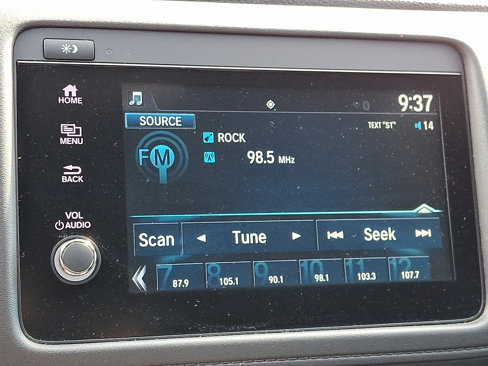 HOME
MENU
BACK
VOL
AUDIO
9:37
SOURCE
TEXT "ST"
14
FM
ROCK
98.5 MHz
Scan
Tune
Seek
7 87.9
8 105.1
9 90.1
10 98.1
11 103.3
12 107.7